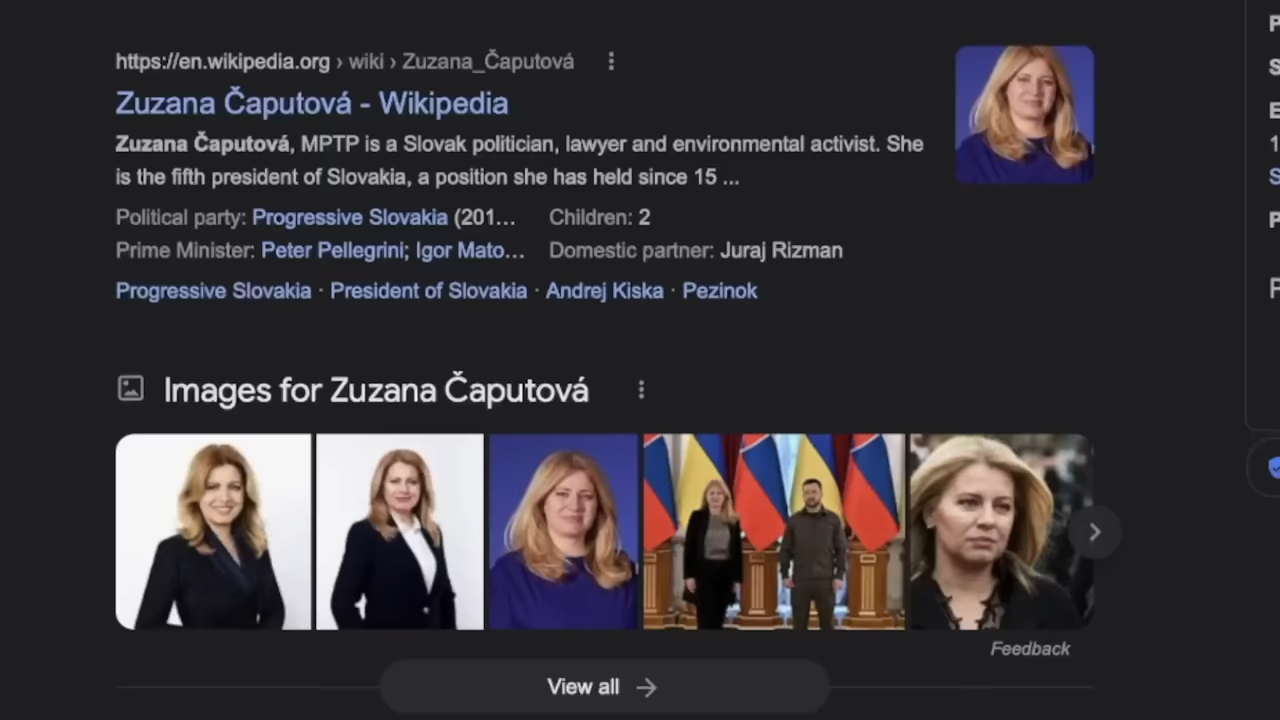 https://en.wikipedia.org › wiki › Zuzana_Čaputová
Zuzana Čaputová - Wikipedia
Zuzana Čaputová, MPTP is a Slovak politician, lawyer and environmental activist. She
is the fifth president of Slovakia, a position she has held since 15 ...
Political party: Progressive Slovakia (201... Children: 2
Prime Minister: Peter Pellegrini; Igor Mato... Domestic partner: Juraj Rizman
Progressive Slovakia · President of Slovakia · Andrej Kiska · Pezinok
Images for Zuzana Čaputová
Feedback
View all